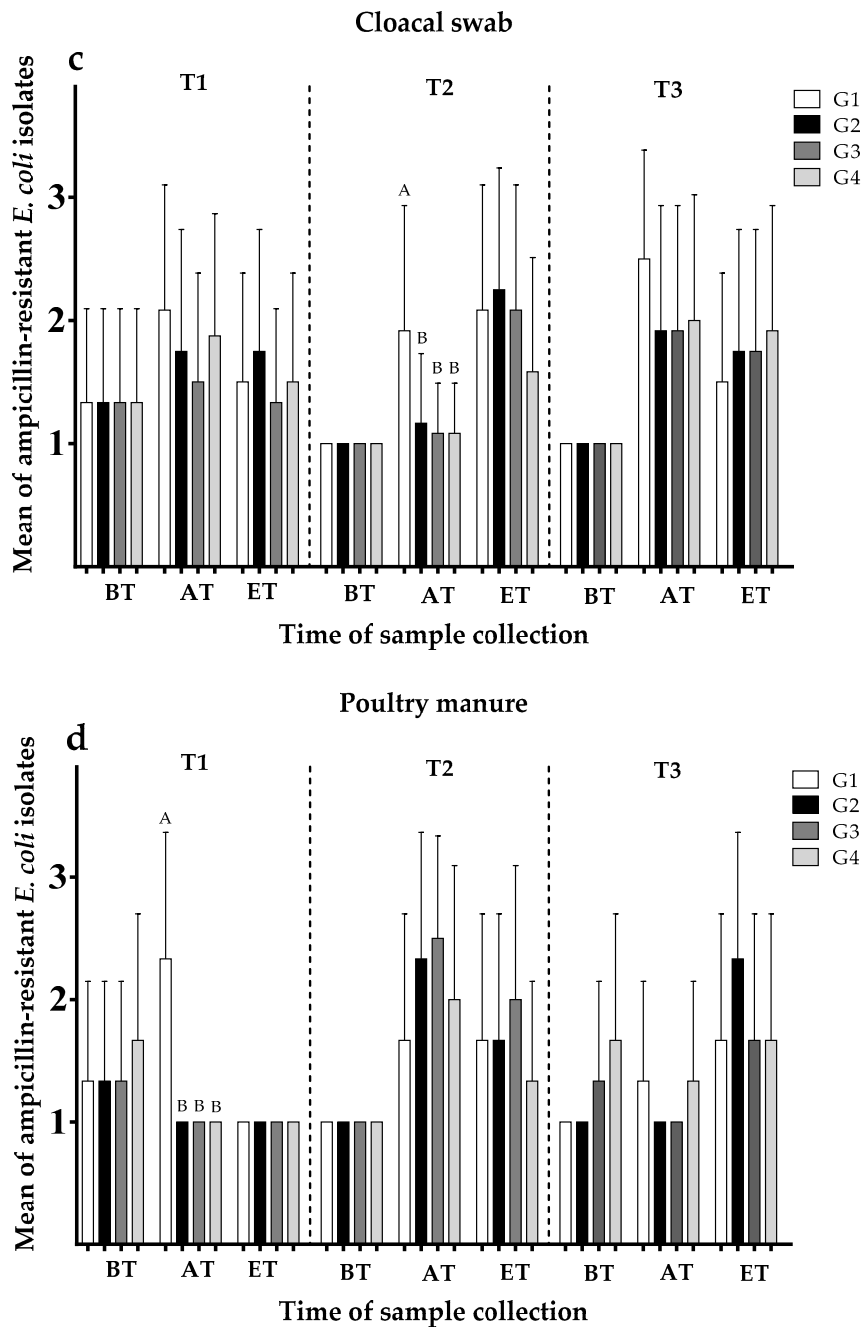 Cloacal swab
c
T1 T2 T3
G1
G2
G3
G4
Mean of ampicillin-resistant E. coli isolates
3
2
1
A
B
B B
BT AT ET BT AT ET BT AT ET
Time of sample collection
Poultry manure
d
T1 T2 T3
G1
G2
G3
G4
Mean of ampicillin-resistant E. coli isolates
3
2
1
A
B B B
BT AT ET BT AT ET BT AT ET
Time of sample collection